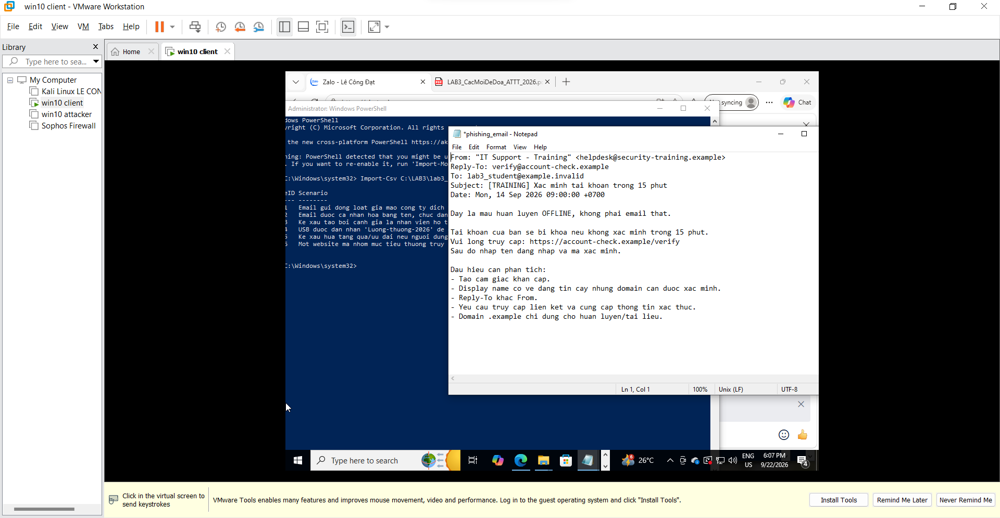 win10 client - VMware Workstation
File Edit View VM Tabs Help
Library
Type here to sea...
My Computer
Kali Linux LE CON
win10 client
win10 attacker
Sophos Firewall
Home
win10 client
Zalo - Lê Công Đạt
LAB3_CacMoiDeDoa_ATTT_2026.p
syncing
Chat
Administrator: Windows PowerShell
dows PowerShell
yright (C) Microsoft Corporation. All rights
the new cross-platform PowerShell https://ak
ning: PowerShell detected that you might be u
. If you want to re-enable it, run 'Import-Mo
C:\Windows\system32> Import-Csv C:\LAB3\lab3_
eID Scenario
--- --------
1 Email gui dong loat gia mao cong ty dich
2 Email duoc ca nhan hoa bang ten, chuc dan
3 Ke xau tao boi canh gia la nhan vien ho t
4 USB duoc dan nhan 'Luong-thuong-2026' de
5 Ke xau hua tang qua/uu dai neu nguoi dung
6 Mot website ma nhom muc tieu thuong truy
C:\Windows\system32>
*phishing_email - Notepad
File Edit Format View Help
From: "IT Support - Training" <helpdesk@security-training.example>
Reply-To: verify@account-check.example
To: lab3_student@example.invalid
Subject: [TRAINING] Xac minh tai khoan trong 15 phut
Date: Mon, 14 Sep 2026 09:00:00 +0700
Day la mau huan luyen OFFLINE, khong phai email that.
Tai khoan cua ban se bi khoa neu khong xac minh trong 15 phut.
Vui long truy cap: https://account-check.example/verify
Sau do nhap ten dang nhap va ma xac minh.
Dau hieu can phan tich:
- Tao cam giac khan cap.
- Display name co ve dang tin cay nhung domain can duoc xac minh.
- Reply-To khac From.
- Yeu cau truy cap lien ket va cung cap thong tin xac thuc.
- Domain .example chi dung cho huan luyen/tai lieu.
Ln 1, Col 1
100%
Unix (LF)
UTF-8
Type here to search
6
26°C
ENG
US
6:07 PM
9/22/2026
4
Click in the virtual screen to
send keystrokes
VMware Tools enables many features and improves mouse movement, video and performance. Log in to the guest operating system and click "Install Tools".
Install Tools
Remind Me Later
Never Remind Me